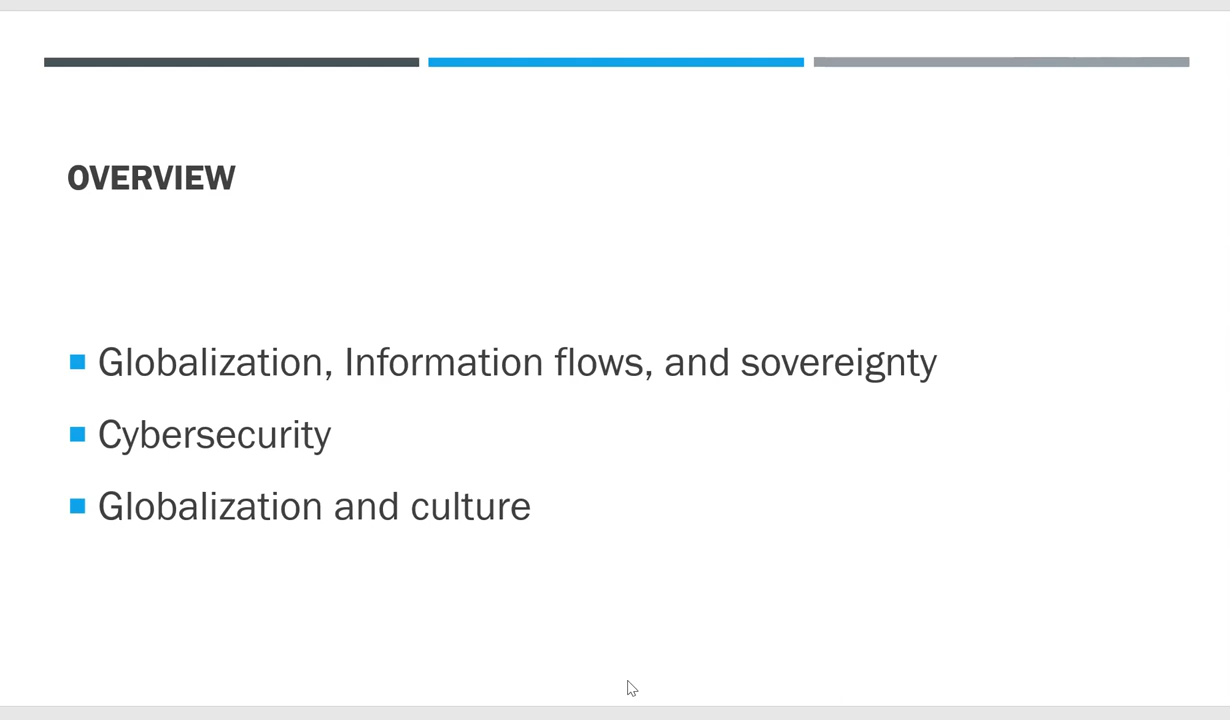 OVERVIEW
Globalization, Information flows, and sovereignty
Cybersecurity
Globalization and culture